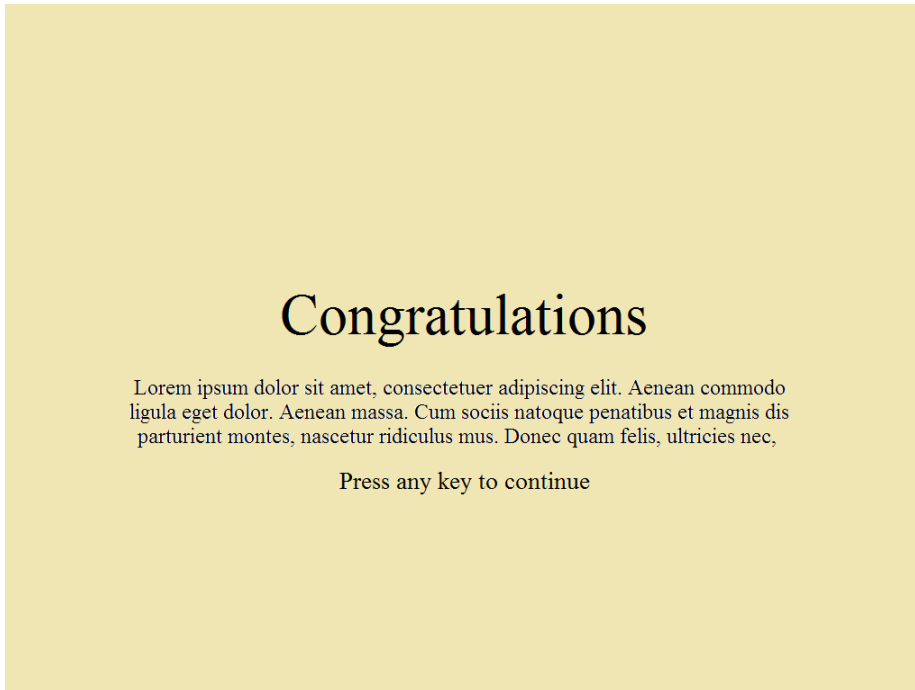 Congratulations
Lorem ipsum dolor sit amet, consectetuer adipiscing elit. Aenean commodo
ligula eget dolor. Aenean massa. Cum sociis natoque penatibus et magnis dis
parturient montes, nascetur ridiculus mus. Donec quam felis, ultricies nec,
Press any key to continue